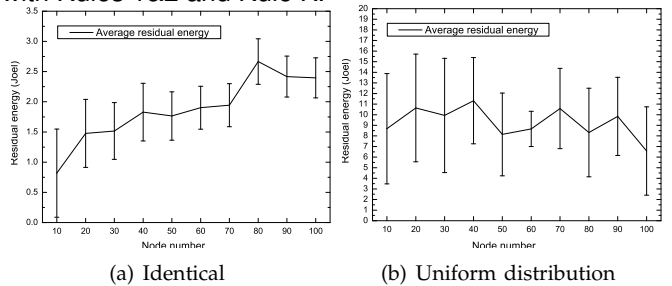 with Rules 1&2 and Rule K.
Average residual energy
Residual energy (Joel)
3.5
3.0
2.5
2.0
1.5
1.0
0.5
0.0
10 20 30 40 50 60 70 80 90 100
Node number
(a) Identical
Average residual energy
Residual energy (Joel)
20
19
18
17
16
15
14
13
12
11
10
9
8
7
6
5
4
3
2
1
0
10 20 30 40 50 60 70 80 90 100
Node number
(b) Uniform distribution